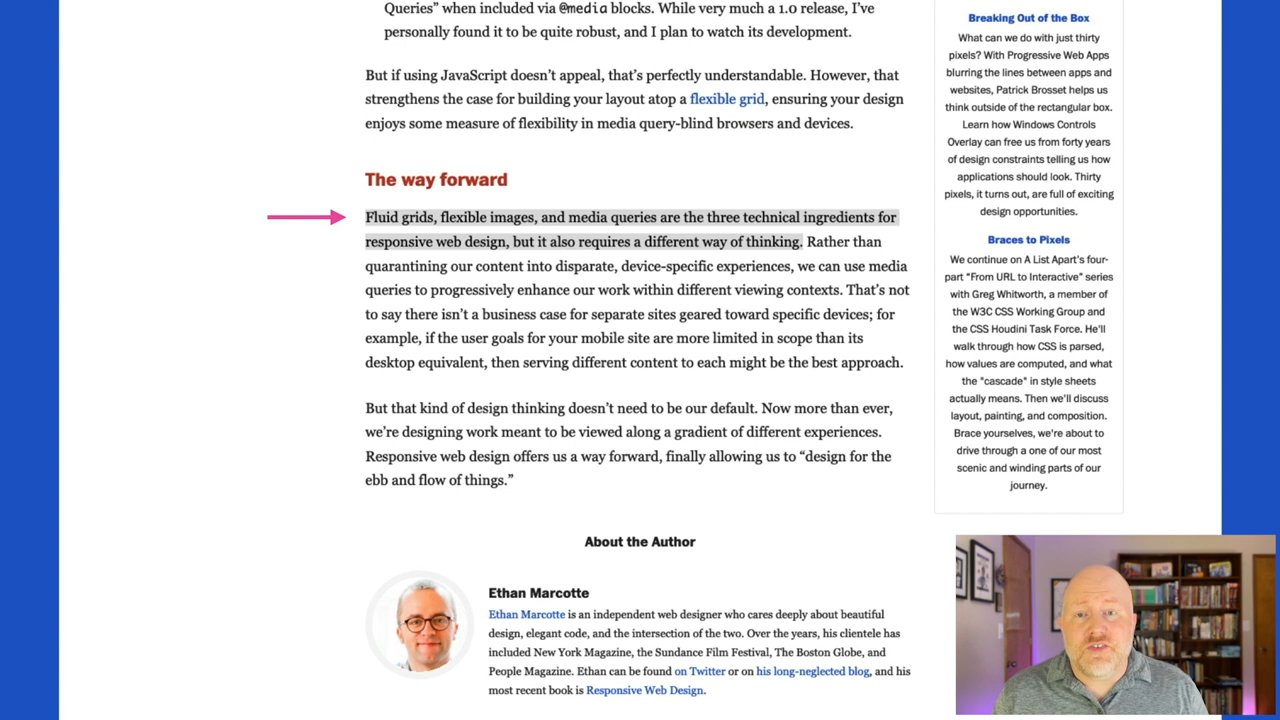 Queries” when included via @media blocks. While very much a 1.0 release, I’ve
personally found it to be quite robust, and I plan to watch its development.
But if using JavaScript doesn’t appeal, that’s perfectly understandable. However, that
strengthens the case for building your layout atop a flexible grid, ensuring your design
enjoys some measure of flexibility in media query-blind browsers and devices.
The way forward
Fluid grids, flexible images, and media queries are the three technical ingredients for
responsive web design, but it also requires a different way of thinking. Rather than
quarantining our content into disparate, device-specific experiences, we can use media
queries to progressively enhance our work within different viewing contexts. That’s not
to say there isn’t a business case for separate sites geared toward specific devices; for
example, if the user goals for your mobile site are more limited in scope than its
desktop equivalent, then serving different content to each might be the best approach.
But that kind of design thinking doesn’t need to be our default. Now more than ever,
we’re designing work meant to be viewed along a gradient of different experiences.
Responsive web design offers us a way forward, finally allowing us to “design for the
ebb and flow of things.”
About the Author
Ethan Marcotte
Ethan Marcotte is an independent web designer who cares deeply about beautiful
design, elegant code, and the intersection of the two. Over the years, his clientele has
included New York Magazine, the Sundance Film Festival, The Boston Globe, and
People Magazine. Ethan can be found on Twitter or on his long-neglected blog, and his
most recent book is Responsive Web Design.
Breaking Out of the Box
What can we do with just thirty
pixels? With Progressive Web Apps
blurring the lines between apps and
websites, Patrick Brosset helps us
think outside of the rectangular box.
Learn how Windows Controls
Overlay can free us from forty years
of design constraints telling us how
applications should look. Thirty
pixels, it turns out, are full of exciting
design opportunities.
Braces to Pixels
We continue on A List Apart’s four-
part “From URL to Interactive” series
with Greg Whitworth, a member of
the W3C CSS Working Group and
the CSS Houdini Task Force. He’ll
walk through how CSS is parsed,
how values are computed, and what
the "cascade" in style sheets
actually means. Then we’ll discuss
layout, painting, and composition.
Brace yourselves, we’re about to
drive through a one of our most
scenic and winding parts of our
journey.